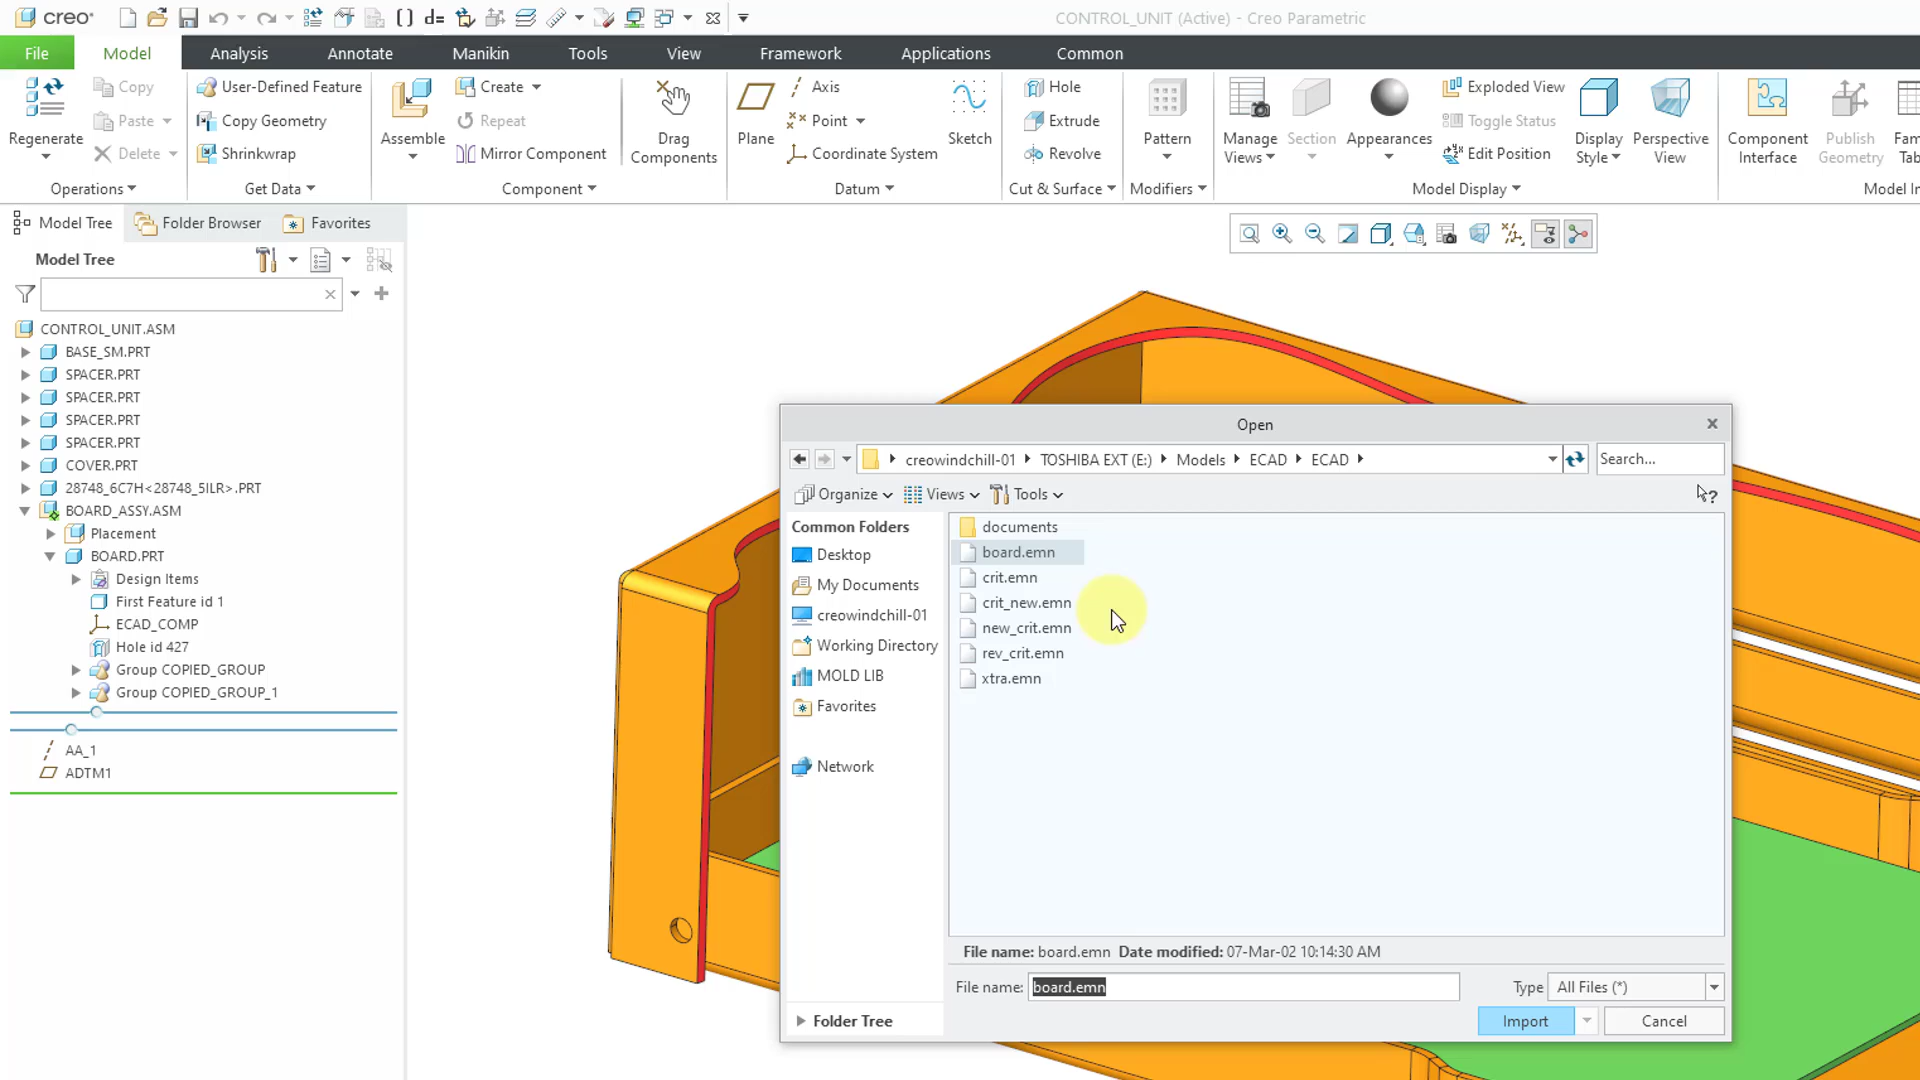 creo
CONTROL_UNIT (Active) - Creo Parametric
File
Model
Analysis
Annotate
Manikin
Tools
View
Framework
Applications
Common
Regenerate
Copy
Paste
Delete
Operations
User-Defined Feature
Copy Geometry
Shrinkwrap
Get Data
Assemble
Create
Repeat
Mirror Component
Component
Drag
Components
Plane
Axis
Point
Coordinate System
Sketch
Datum
Hole
Extrude
Revolve
Cut & Surface
Pattern
Modifiers
Manage
Views
Section
Appearances
Exploded View
Toggle Status
Edit Position
Display
Style
Perspective
View
Model Display
Component
Interface
Publish
Geometry
Model Tree
Folder Browser
Favorites
Model Tree
CONTROL_UNIT.ASM
BASE_SM.PRT
SPACER.PRT
SPACER.PRT
SPACER.PRT
SPACER.PRT
COVER.PRT
28748_6C7H<28748_5ILR>.PRT
BOARD_ASSY.ASM
Placement
BOARD.PRT
Design Items
First Feature id 1
ECAD_COMP
Hole id 427
Group COPIED_GROUP
Group COPIED_GROUP_1
AA_1
ADTM1
Open
creowindchill-01
TOSHIBA EXT (E:)
Models
ECAD
ECAD
Search...
Organize
Views
Tools
Common Folders
Desktop
My Documents
creowindchill-01
Working Directory
MOLD LIB
Favorites
Network
Folder Tree
documents
board.emn
crit.emn
crit_new.emn
new_crit.emn
rev_crit.emn
xtra.emn
File name: board.emn Date modified: 07-Mar-02 10:14:30 AM
File name: board.emn
Type All Files (*)
Import
Cancel